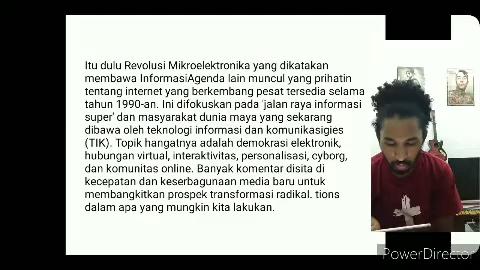 Itu dulu Revolusi Mikroelektronika yang dikatakan
membawa InformasiAgenda lain muncul yang prihatin
tentang internet yang berkembang pesat tersedia selama
tahun 1990-an. Ini difokuskan pada 'jalan raya informasi
super' dan masyarakat dunia maya yang sekarang
dibawa oleh teknologi informasi dan komunikasigies
(TIK). Topik hangatnya adalah demokrasi elektronik,
hubungan virtual, interaktivitas, personalisasi, cyborg,
dan komunitas online. Banyak komentar disita di
kecepatan dan keserbagunaan media baru untuk
membangkitkan prospek transformasi radikal. tions
dalam apa yang mungkin kita lakukan.
PowerDirector